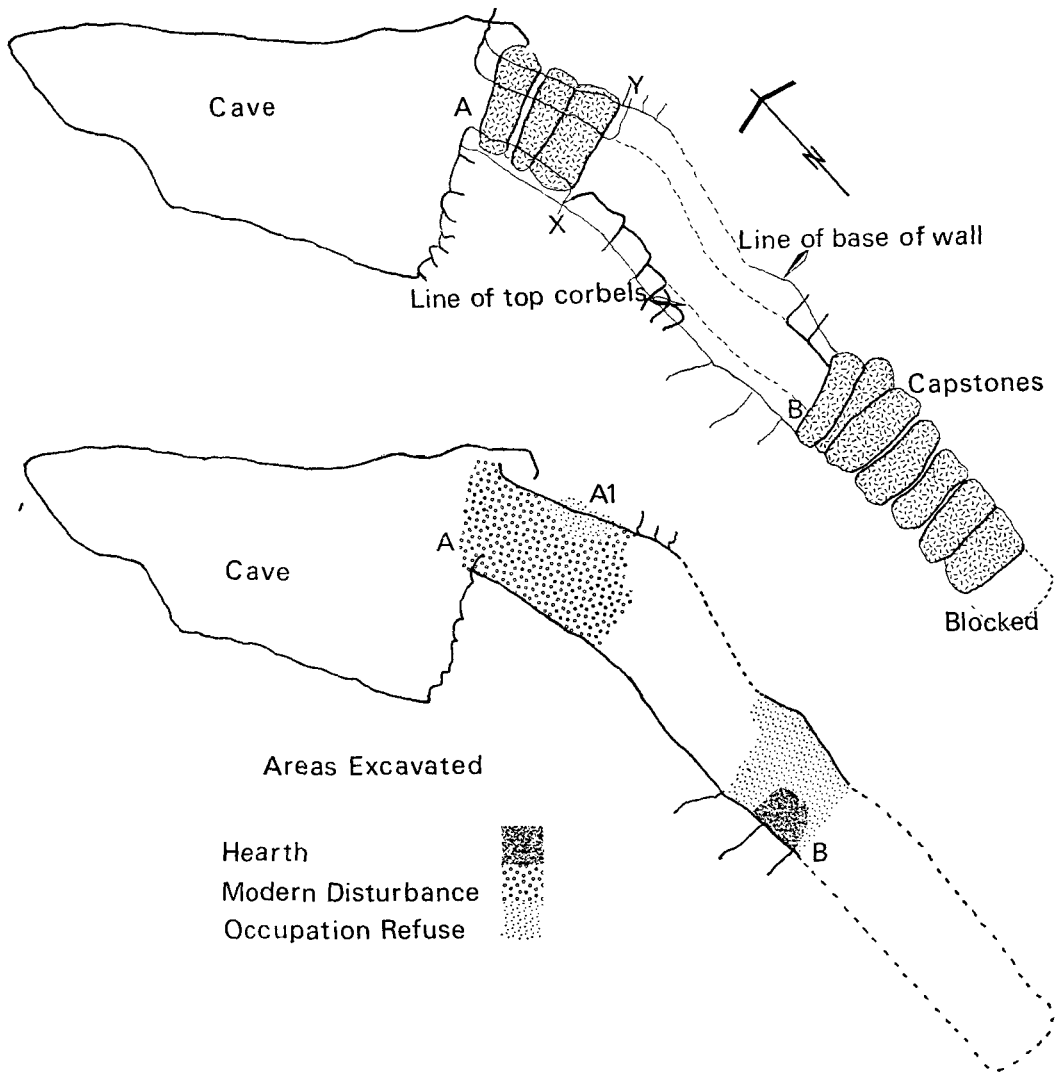 Cave
A
Y
N
X
Line of base of wall
Line of top corbels
B
Capstones
Blocked
A1
A
Cave
Areas Excavated
B
Hearth
Modern Disturbance
Occupation Refuse